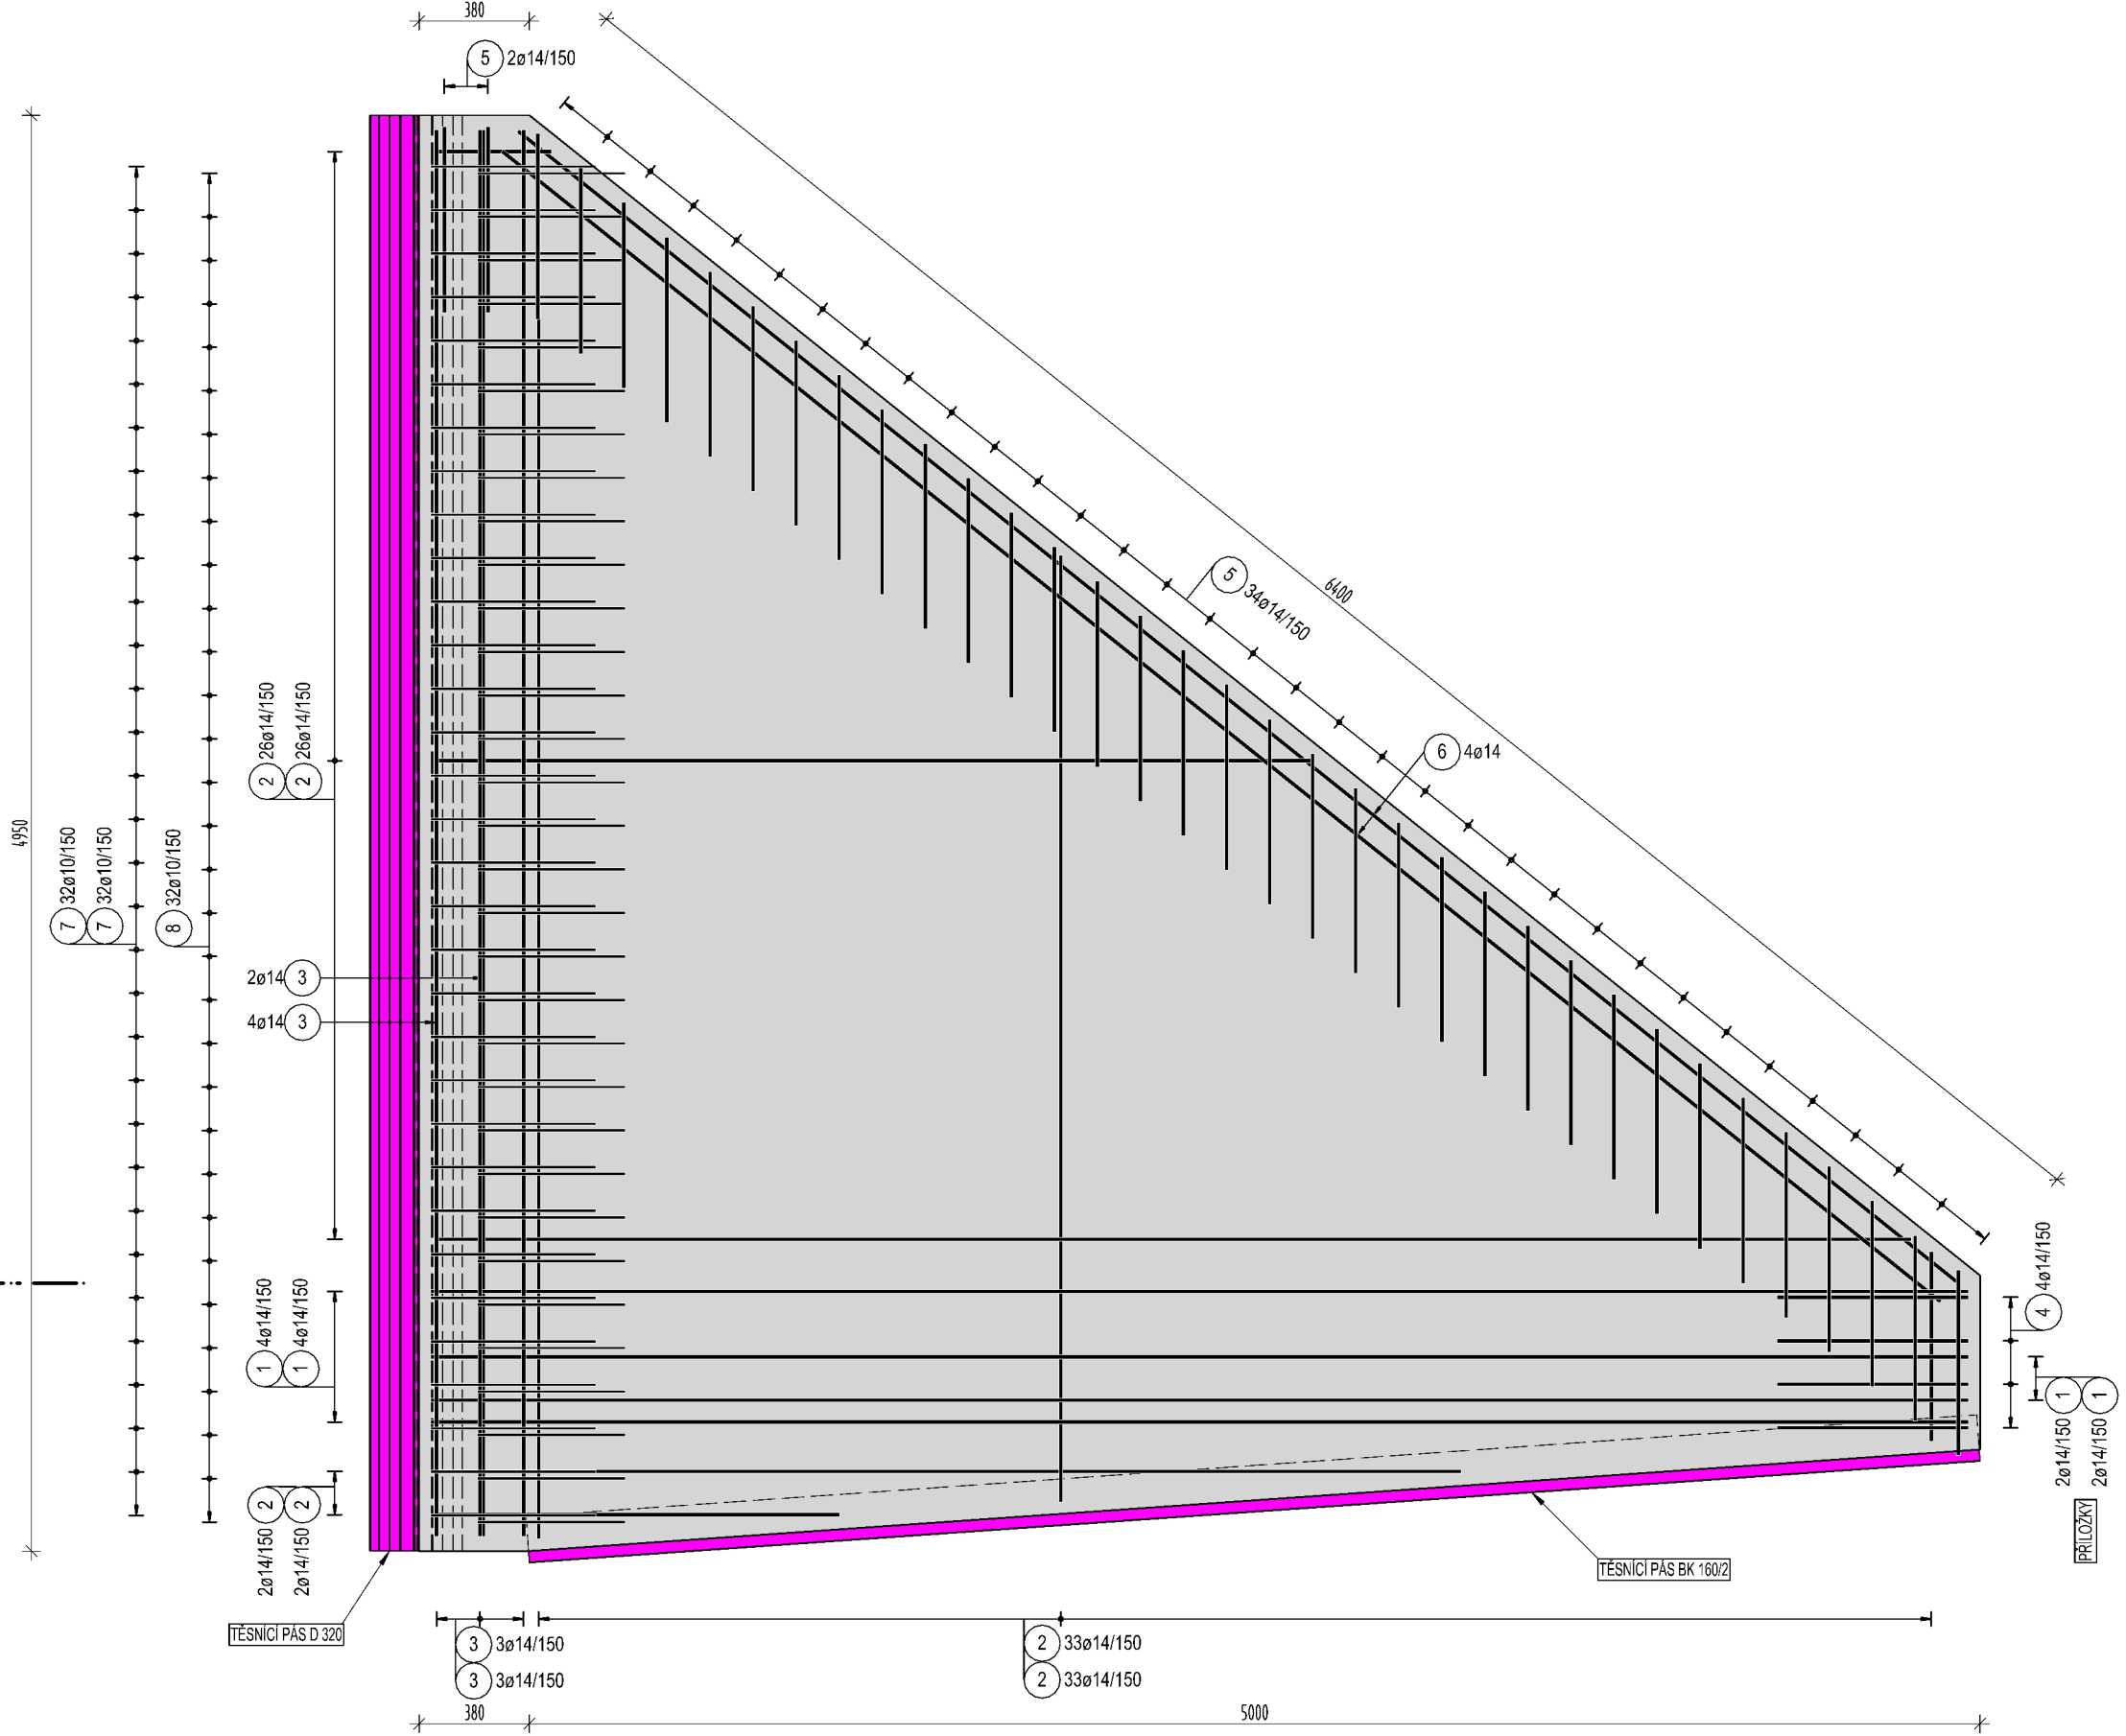 380
5 2ø14/150
6400
5 34ø14/150
6 4ø14
4950
7 32ø10/150
7 32ø10/150
8 32ø10/150
2 26ø14/150
2 26ø14/150
2ø14 3
4ø14 3
1 4ø14/150
1 4ø14/150
2ø14/150 2
2ø14/150 2
4 4ø14/150
2ø14/150 1
2ø14/150 1
PŘÍLOŽKY
TĚSNÍCÍ PÁS BK 160/2
TĚSNÍCÍ PÁS D 320
3 3ø14/150
3 3ø14/150
2 33ø14/150
2 33ø14/150
380
5000